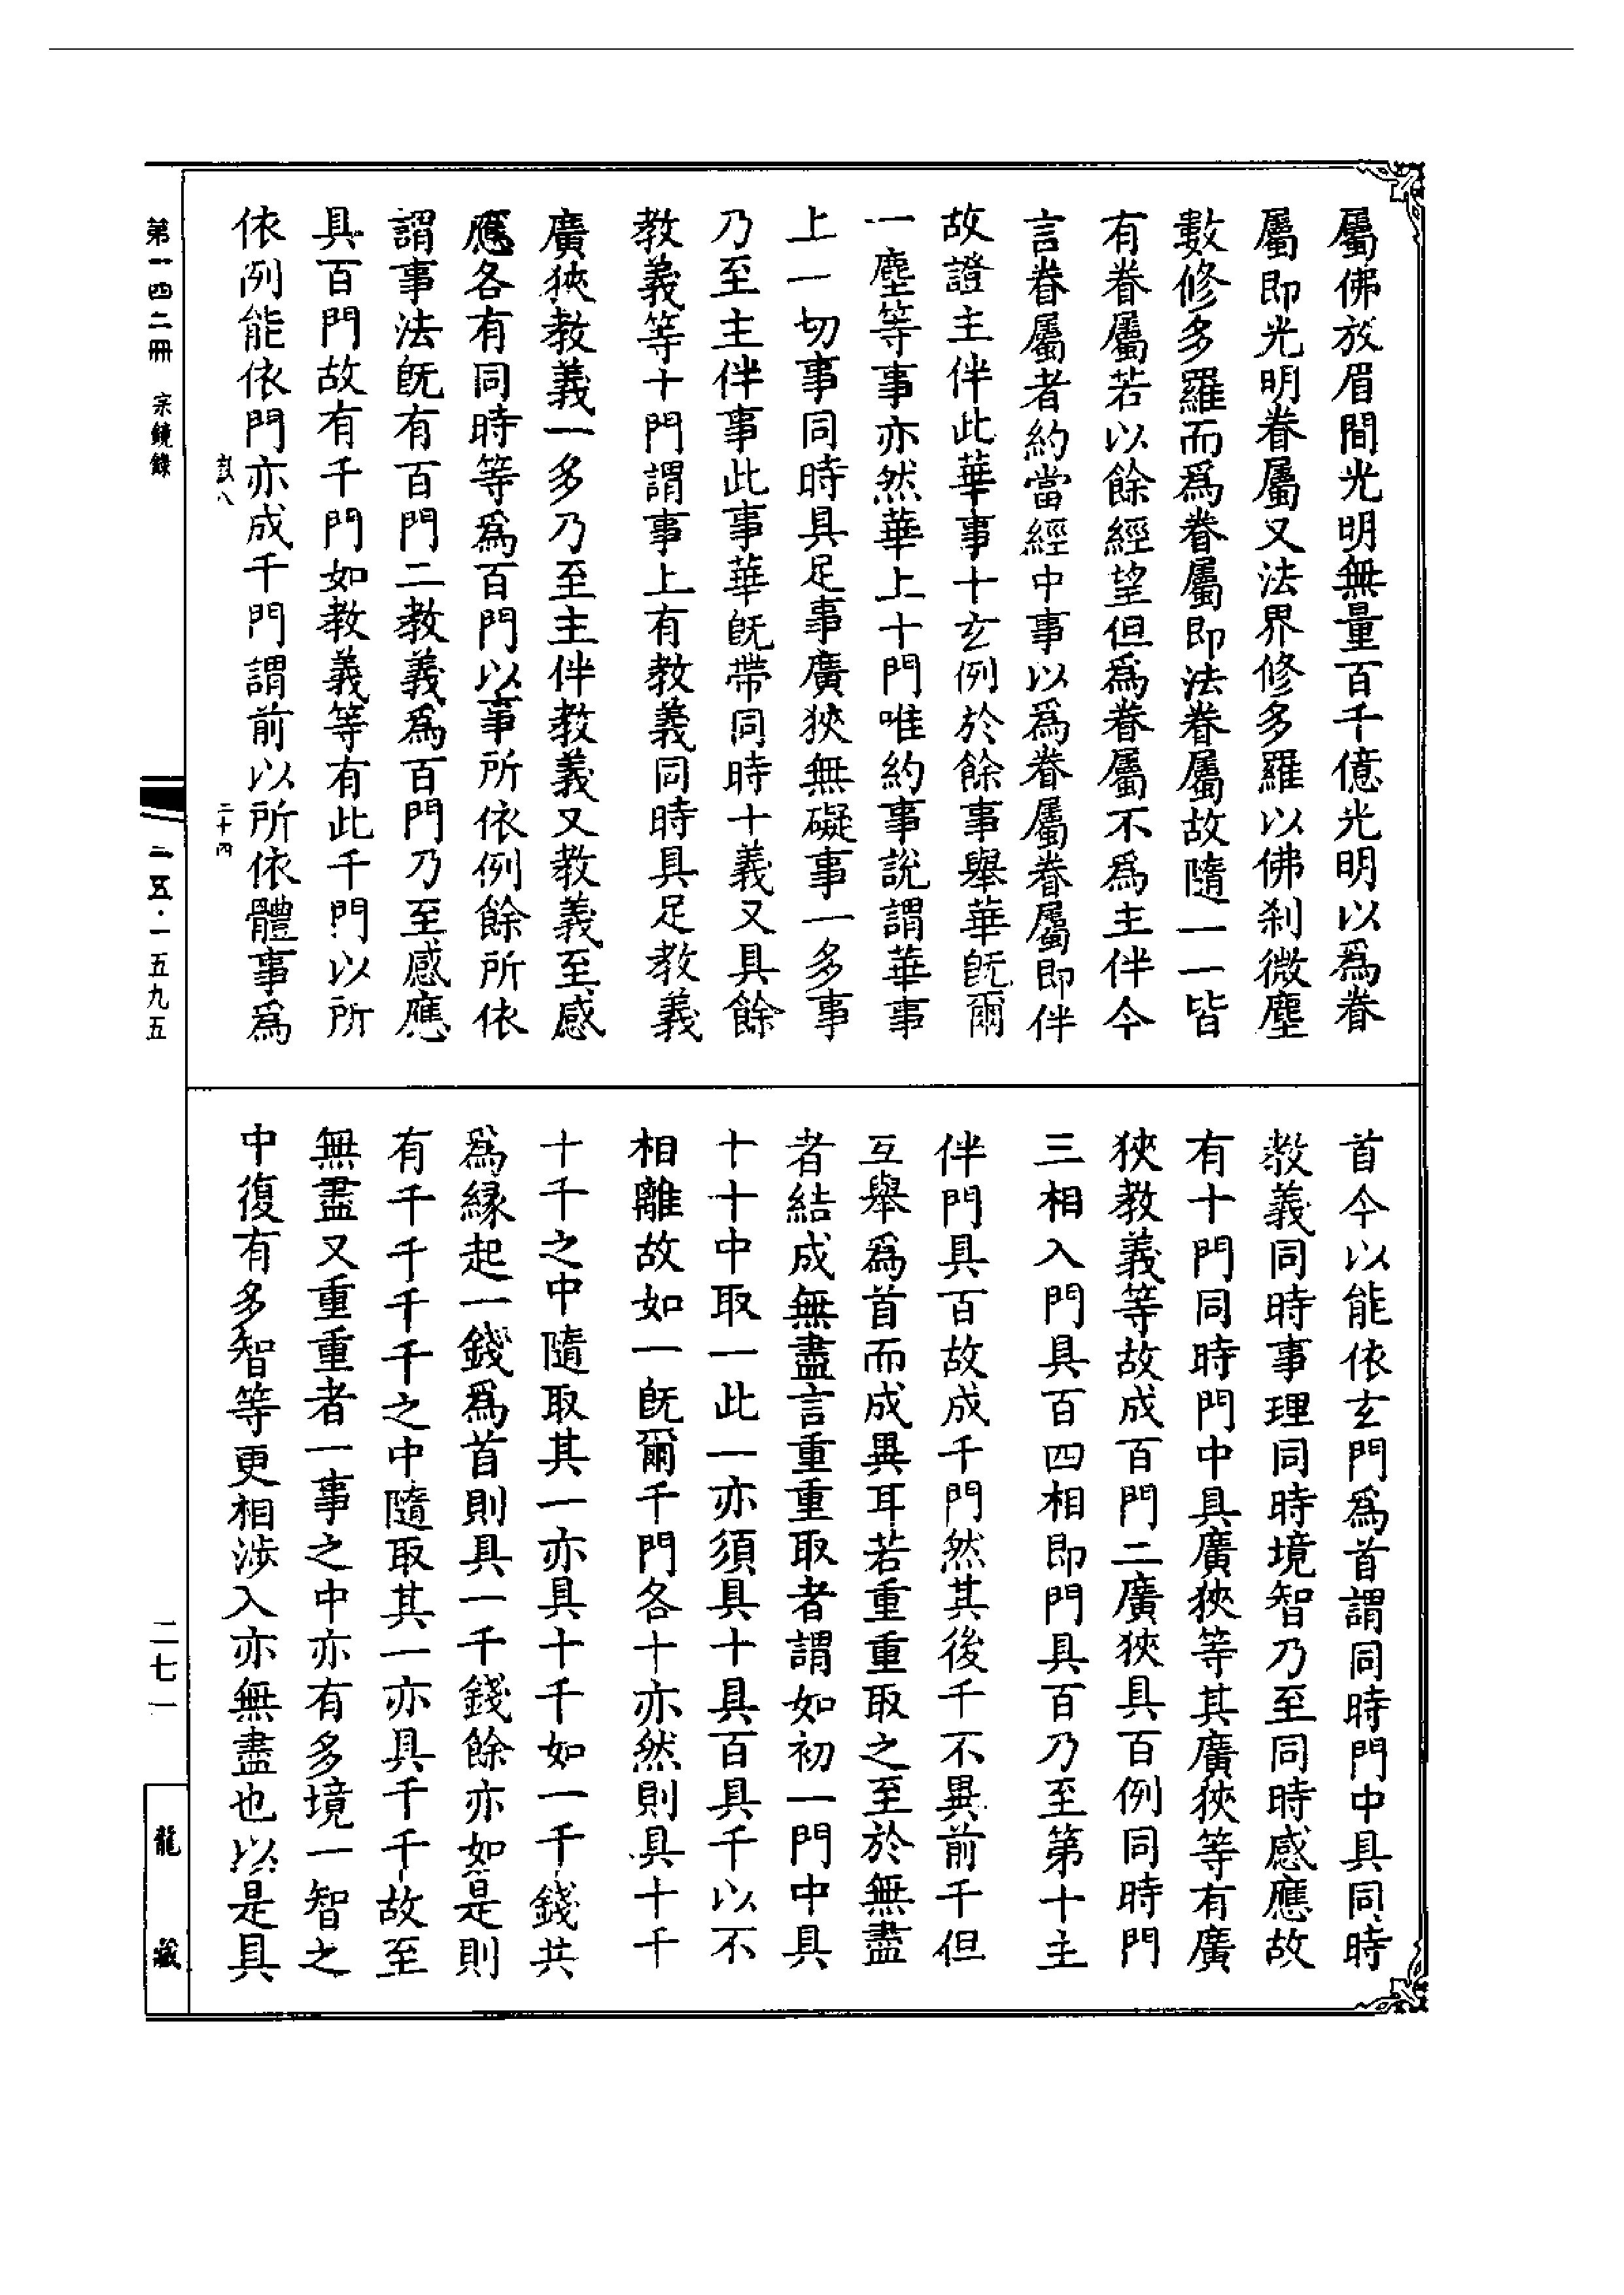 屬佛放眉間光明無量百千億光明以爲眷
屬即光明眷屬又法界修多羅以佛刹微塵
數修多羅而爲眷屬即法眷屬故隨一一皆
有眷屬若以餘經望但爲眷屬不爲主伴今
言眷屬者約當經中事以爲眷屬眷屬即伴
故證主伴此華事十玄例於餘事舉華旣爾
一塵等事亦然華上十門唯約事說謂華事
上一切事同時具足事廣狹無礙事一多事
乃至主伴事此事華旣帶同時十義又具餘
教義等十門謂事上有教義同時具足教義
廣狹教義一多乃至主伴教義又教義至感
應各有同時等爲百門以事所依例餘所依
謂事法旣有百門二教義爲百門乃至感應
具百門故有千門如教義等有此千門以所
依例能依門亦成千門謂前以所依體事爲
首今以能依玄門爲首謂同時門中具同時
教義同時事理同時境智乃至同時感應故
有十門同時門中具廣狹等其廣狹等有廣
狹教義等故成百門二廣狹具百例同時門
三相入門具百四相即門具百乃至第十主
伴門具百故成千門然其後千不異前千但
互舉爲首而成異耳若重重取之至於無盡
者結成無盡言重重取者謂如初一門中具
十十中取一此一亦須具十具百具千以不
相離故如一旣爾千門各十亦然則具十千
十千之中隨取其一亦具十千如一千錢共
爲緣起一錢爲首則具一千錢餘亦如是則
有千千千千之中隨取其一亦具千千故至
無盡又重重者一事之中亦有多境一智之
中復有多智等更相涉入亦無盡也以是具
第一四二冊　宗鏡錄
二十四
二五·一五九五
二七一
龍藏